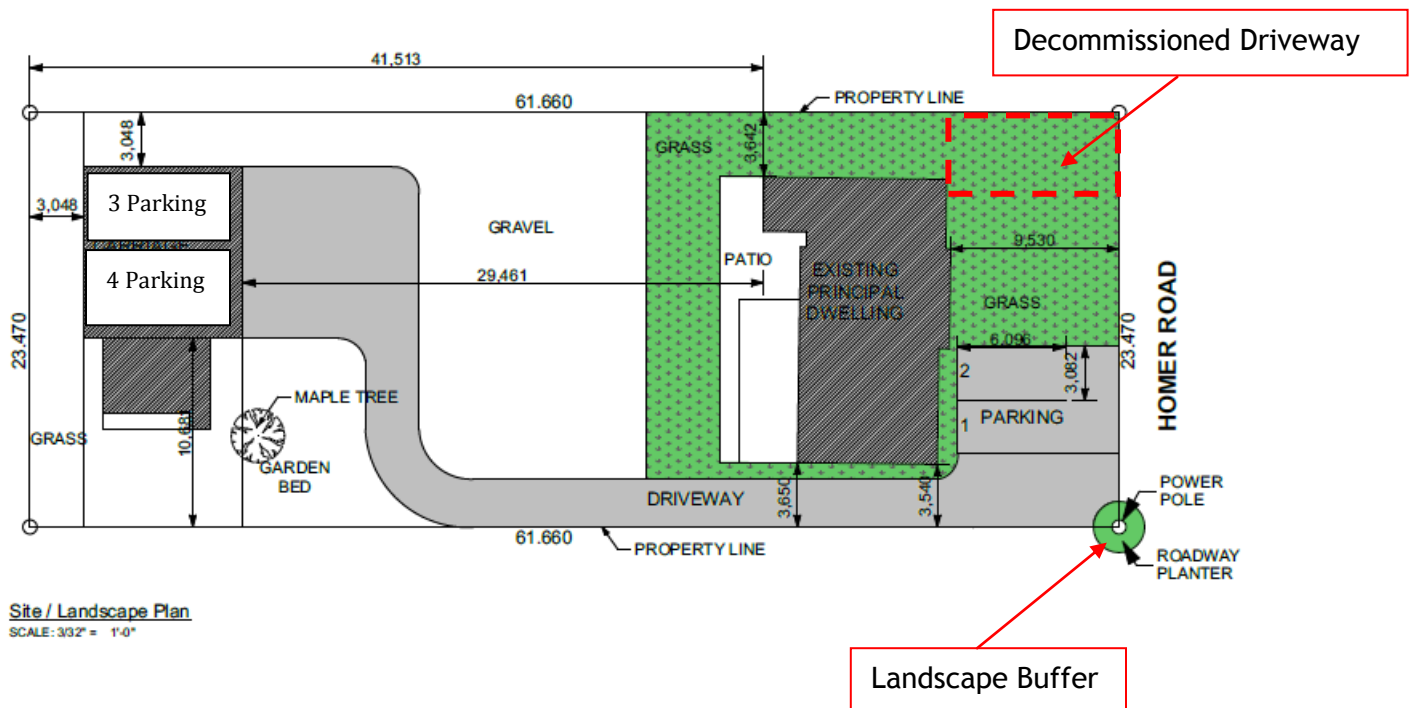 Decommissioned Driveway
41,513
61.660
PROPERTY LINE
3,048
GRASS
3,642
3 Parking
3,048
GRAVEL
9,530
4 Parking
29,461
PATIO
EXISTING
PRINCIPAL
DWELLING
GRASS
HOMER ROAD
23.470
23.470
6,096
3,082
2
PARKING
1
MAPLE TREE
10,681
GRASS
GARDEN
BED
DRIVEWAY
3,650
3,540
POWER
POLE
61.660
PROPERTY LINE
ROADWAY
PLANTER
Site / Landscape Plan
SCALE: 3/32" = 1'-0"
Landscape Buffer